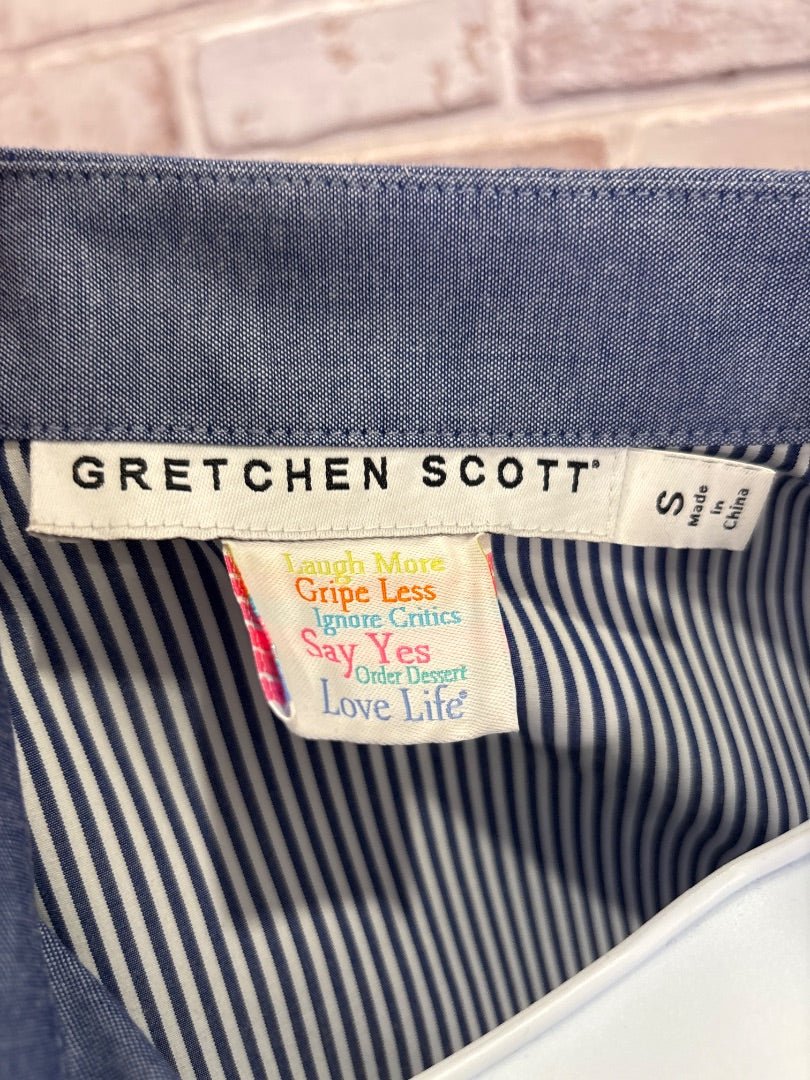 GRETCHEN SCOTT®
S
Made
in
China
Laugh More
Gripe Less
Ignore Critics
Say Yes
Order Dessert
Love Life®